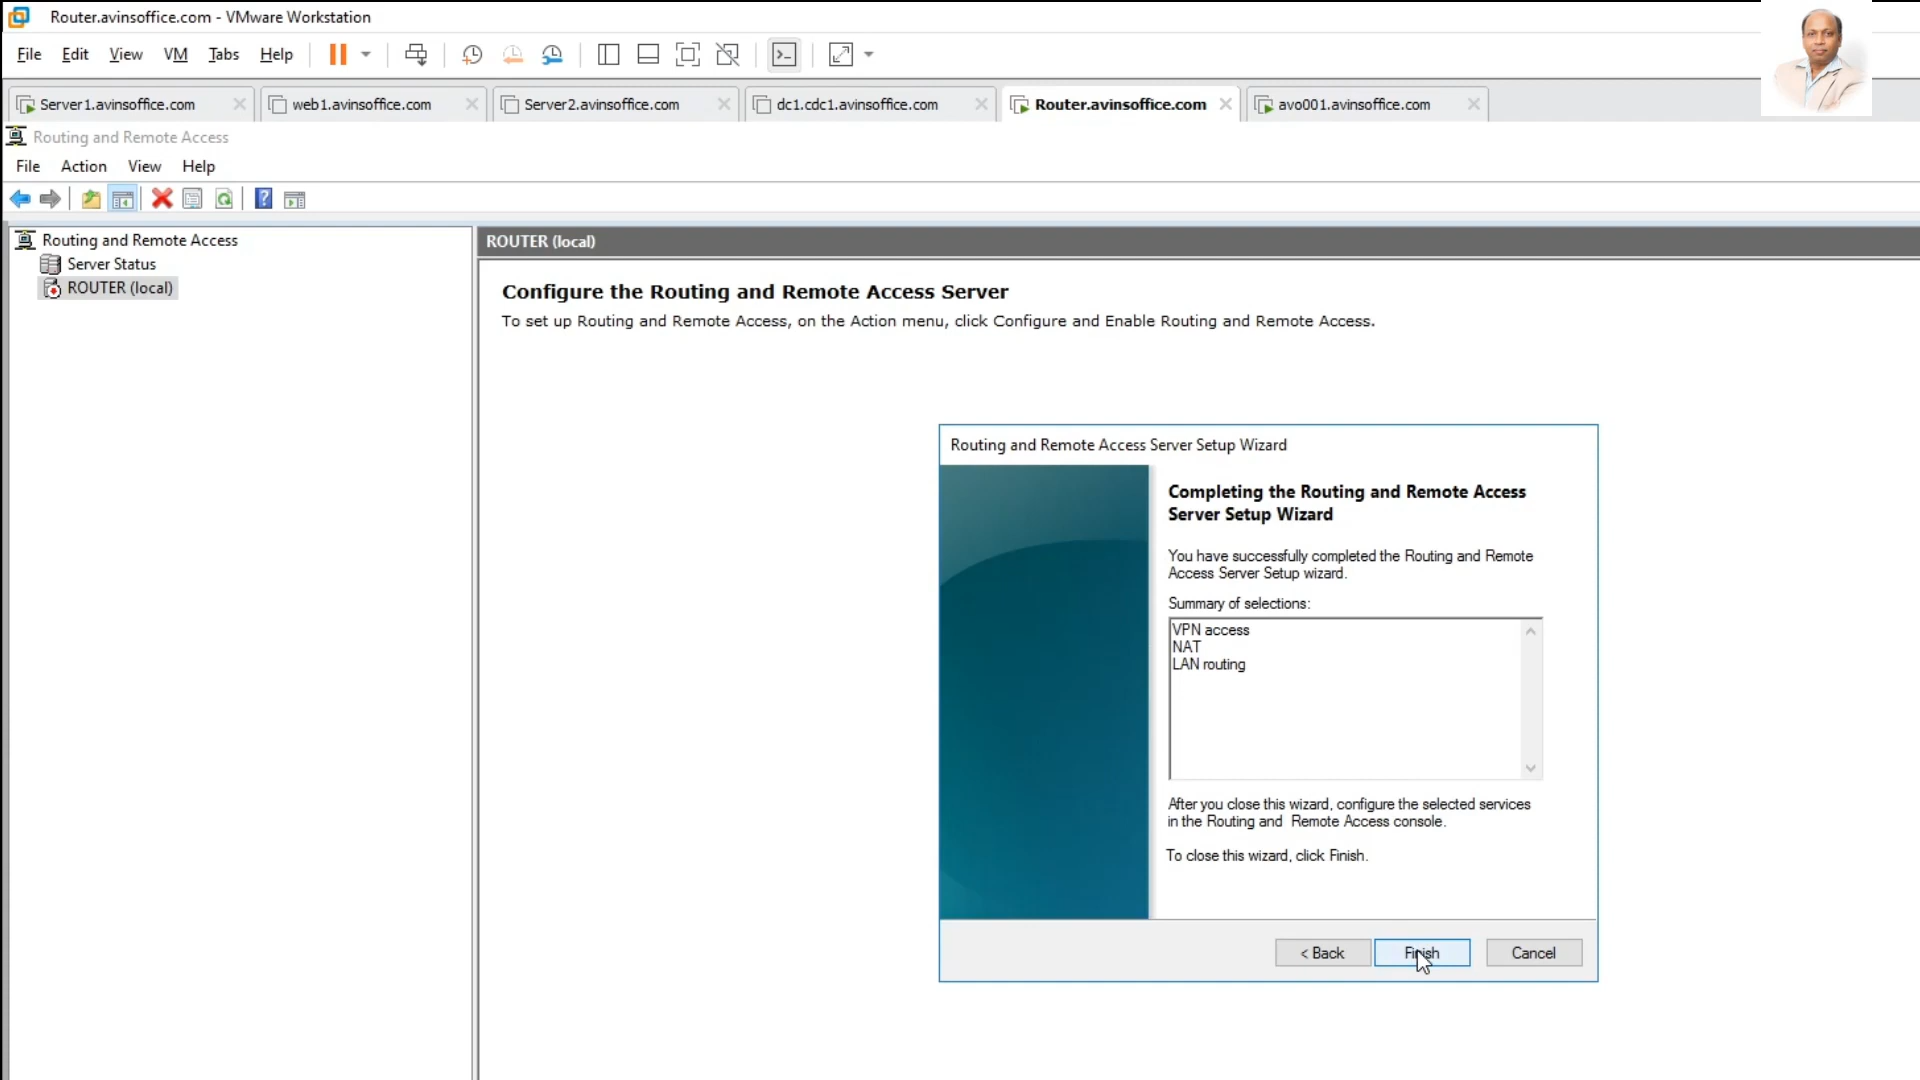 Router.avinsoffice.com - VMware Workstation
File Edit View VM Tabs Help
Server1.avinsoffice.com web1.avinsoffice.com Server2.avinsoffice.com dc1.cdc1.avinsoffice.com Router.avinsoffice.com avo001.avinsoffice.com
Routing and Remote Access
File Action View Help
Routing and Remote Access
Server Status
ROUTER (local)
ROUTER (local)
Configure the Routing and Remote Access Server
To set up Routing and Remote Access, on the Action menu, click Configure and Enable Routing and Remote Access.
Routing and Remote Access Server Setup Wizard
Completing the Routing and Remote Access
Server Setup Wizard
You have successfully completed the Routing and Remote
Access Server Setup wizard.
Summary of selections:
VPN access
NAT
LAN routing
After you close this wizard, configure the selected services
in the Routing and Remote Access console.
To close this wizard, click Finish.
< Back Finish Cancel